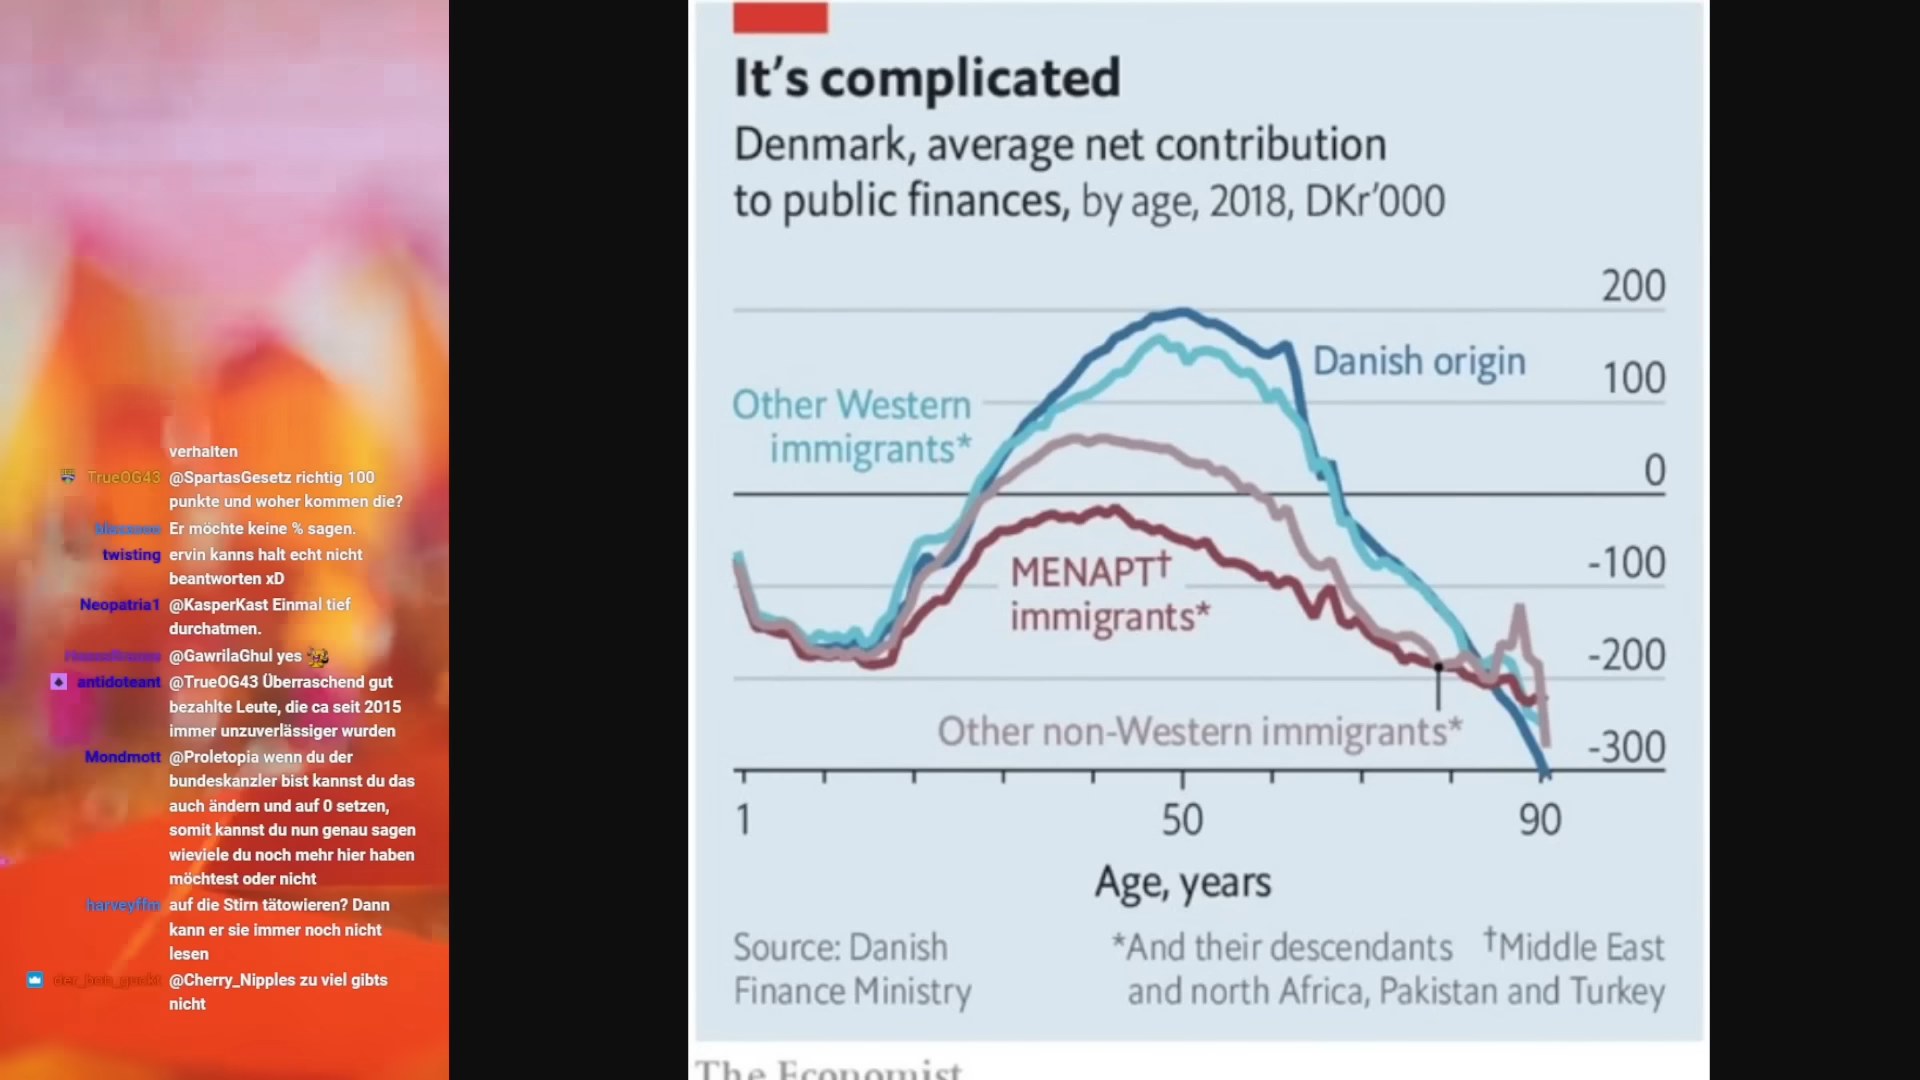 verhalten
TrueOG43 @SpartasGesetz richtig 100
punkte und woher kommen die?
Er möchte keine % sagen.
twisting ervin kanns halt echt nicht
beantworten xD
Neopatria1 @KasperKast Einmal tief
durchatmen.
@GawrilaGhul yes
antidoteant @TrueOG43 Überraschend gut
bezahlte Leute, die ca seit 2015
immer unzuverlässiger wurden
Mondmott @Proletopia wenn du der
bundeskanzler bist kannst du das
auch ändern und auf 0 setzen,
somit kannst du nun genau sagen
wieviele du noch mehr hier haben
möchtest oder nicht
harveyffm auf die Stirn tätowieren? Dann
kann er sie immer noch nicht
lesen
@Cherry_Nipples zu viel gibts
nicht
It's complicated
Denmark, average net contribution
to public finances, by age, 2018, DKr'000
200
Danish origin
100
Other Western
immigrants*
0
MENAPT†
immigrants*
-100
-200
Other non-Western immigrants*
-300
1 50 90
Age, years
Source: Danish
Finance Ministry
*And their descendants †Middle East
and north Africa, Pakistan and Turkey
The Economist